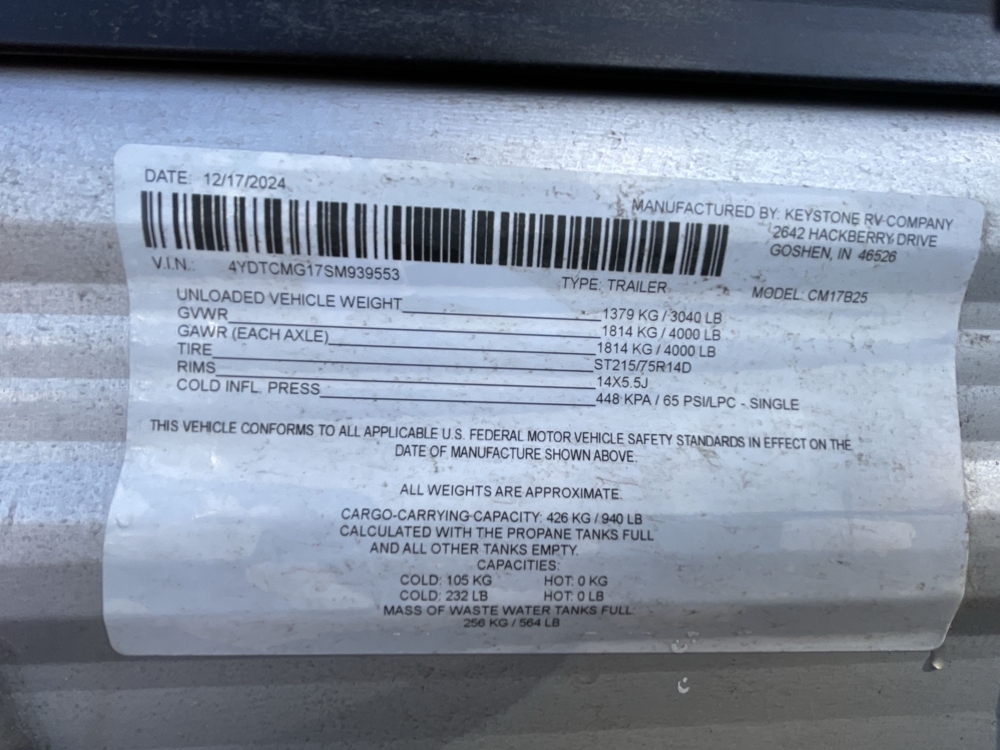 DATE: 12/17/2024
MANUFACTURED BY: KEYSTONE RV COMPANY
2642 HACKBERRY DRIVE
GOSHEN, IN 46526
V.I.N.: 4YDTCMG17SM939553
TYPE: TRAILER
MODEL: CM17B25
UNLOADED VEHICLE WEIGHT 1379 KG / 3040 LB
GVWR 1814 KG / 4000 LB
GAWR (EACH AXLE) 1814 KG / 4000 LB
TIRE ST215/75R14D
RIMS 14X5.5J
COLD INFL. PRESS 448 KPA / 65 PSI/LPC - SINGLE
THIS VEHICLE CONFORMS TO ALL APPLICABLE U.S. FEDERAL MOTOR VEHICLE SAFETY STANDARDS IN EFFECT ON THE
DATE OF MANUFACTURE SHOWN ABOVE.
ALL WEIGHTS ARE APPROXIMATE.
CARGO-CARRYING-CAPACITY: 426 KG / 940 LB
CALCULATED WITH THE PROPANE TANKS FULL
AND ALL OTHER TANKS EMPTY.
CAPACITIES:
COLD: 105 KG HOT: 0 KG
COLD: 232 LB HOT: 0 LB
MASS OF WASTE WATER TANKS FULL
256 KG / 564 LB